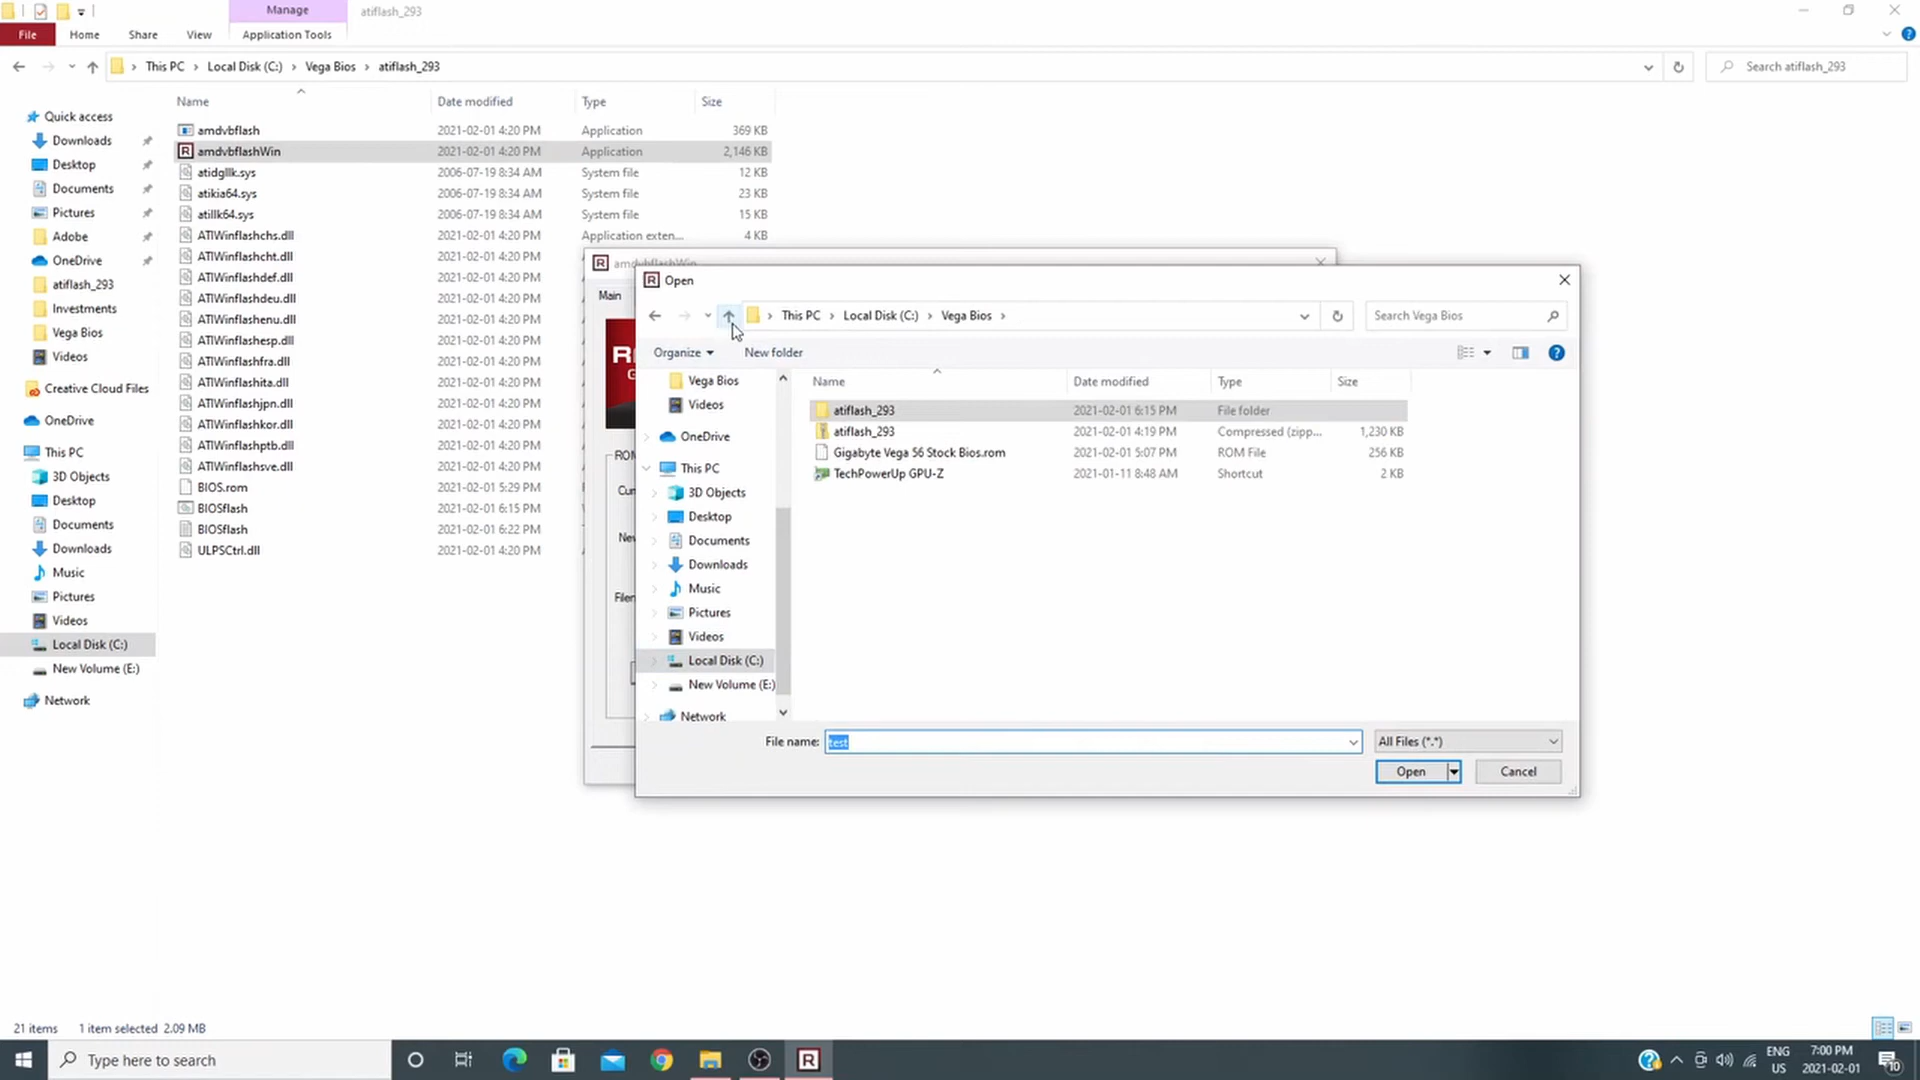 Manage
atiflash_293
File Home Share View Application Tools
This PC Local Disk (C:) Vega Bios atiflash_293
Search atiflash_293
Name Date modified Type Size
Quick access
Downloads
Desktop
Documents
Pictures
Adobe
OneDrive
atiflash_293
Investments
Vega Bios
Videos
Creative Cloud Files
OneDrive
This PC
3D Objects
Desktop
Documents
Downloads
Music
Pictures
Videos
Local Disk (C:)
New Volume (E:)
Network
amdvbflash 2021-02-01 4:20 PM Application 369 KB
amdvbflashWin 2021-02-01 4:20 PM Application 2,146 KB
atidgllk.sys 2006-07-19 8:34 AM System file 12 KB
atikia64.sys 2006-07-19 8:34 AM System file 23 KB
atillk64.sys 2006-07-19 8:34 AM System file 15 KB
ATIWinflashchs.dll 2021-02-01 4:20 PM Application exten... 4 KB
ATIWinflashcht.dll 2021-02-01 4:20 PM
ATIWinflashdef.dll 2021-02-01 4:20 PM
ATIWinflashdeu.dll 2021-02-01 4:20 PM
ATIWinflashenu.dll 2021-02-01 4:20 PM
ATIWinflashesp.dll 2021-02-01 4:20 PM
ATIWinflashfra.dll 2021-02-01 4:20 PM
ATIWinflashita.dll 2021-02-01 4:20 PM
ATIWinflashjpn.dll 2021-02-01 4:20 PM
ATIWinflashkor.dll 2021-02-01 4:20 PM
ATIWinflashptb.dll 2021-02-01 4:20 PM
ATIWinflashsve.dll 2021-02-01 4:20 PM
BIOS.rom 2021-02-01 5:29 PM
BIOSflash 2021-02-01 6:15 PM
BIOSflash 2021-02-01 6:22 PM
ULPSCtrl.dll 2021-02-01 4:20 PM
amdvbflashWin
Main
Open
This PC Local Disk (C:) Vega Bios
Search Vega Bios
Organize New folder
Vega Bios
Videos
OneDrive
This PC
3D Objects
Desktop
Documents
Downloads
Music
Pictures
Videos
Local Disk (C:)
New Volume (E:)
Network
Name Date modified Type Size
atiflash_293 2021-02-01 6:15 PM File folder
atiflash_293 2021-02-01 4:19 PM Compressed (zipp... 1,230 KB
Gigabyte Vega 56 Stock Bios.rom 2021-02-01 5:07 PM ROM File 256 KB
TechPowerUp GPU-Z 2021-01-11 8:48 AM Shortcut 2 KB
File name: test
All Files (*.*)
Open Cancel
21 items 1 item selected 2.09 MB
Type here to search
ENG
US
7:00 PM
2021-02-01
10